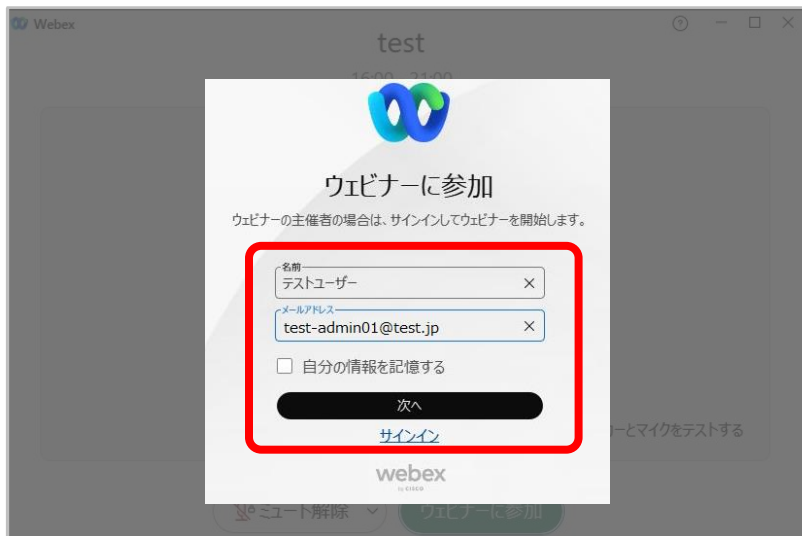 Webex
test
16:00 - 21:00
ウェビナーに参加
ウェビナーの主催者の場合は、サインインしてウェビナーを開始します。
名前
テストユーザー
メールアドレス
test-admin01@test.jp
自分の情報を記憶する
次へ
サインイン
ーとマイクをテストする
webex
by CISCO
ミュート解除
ウェビナーに参加